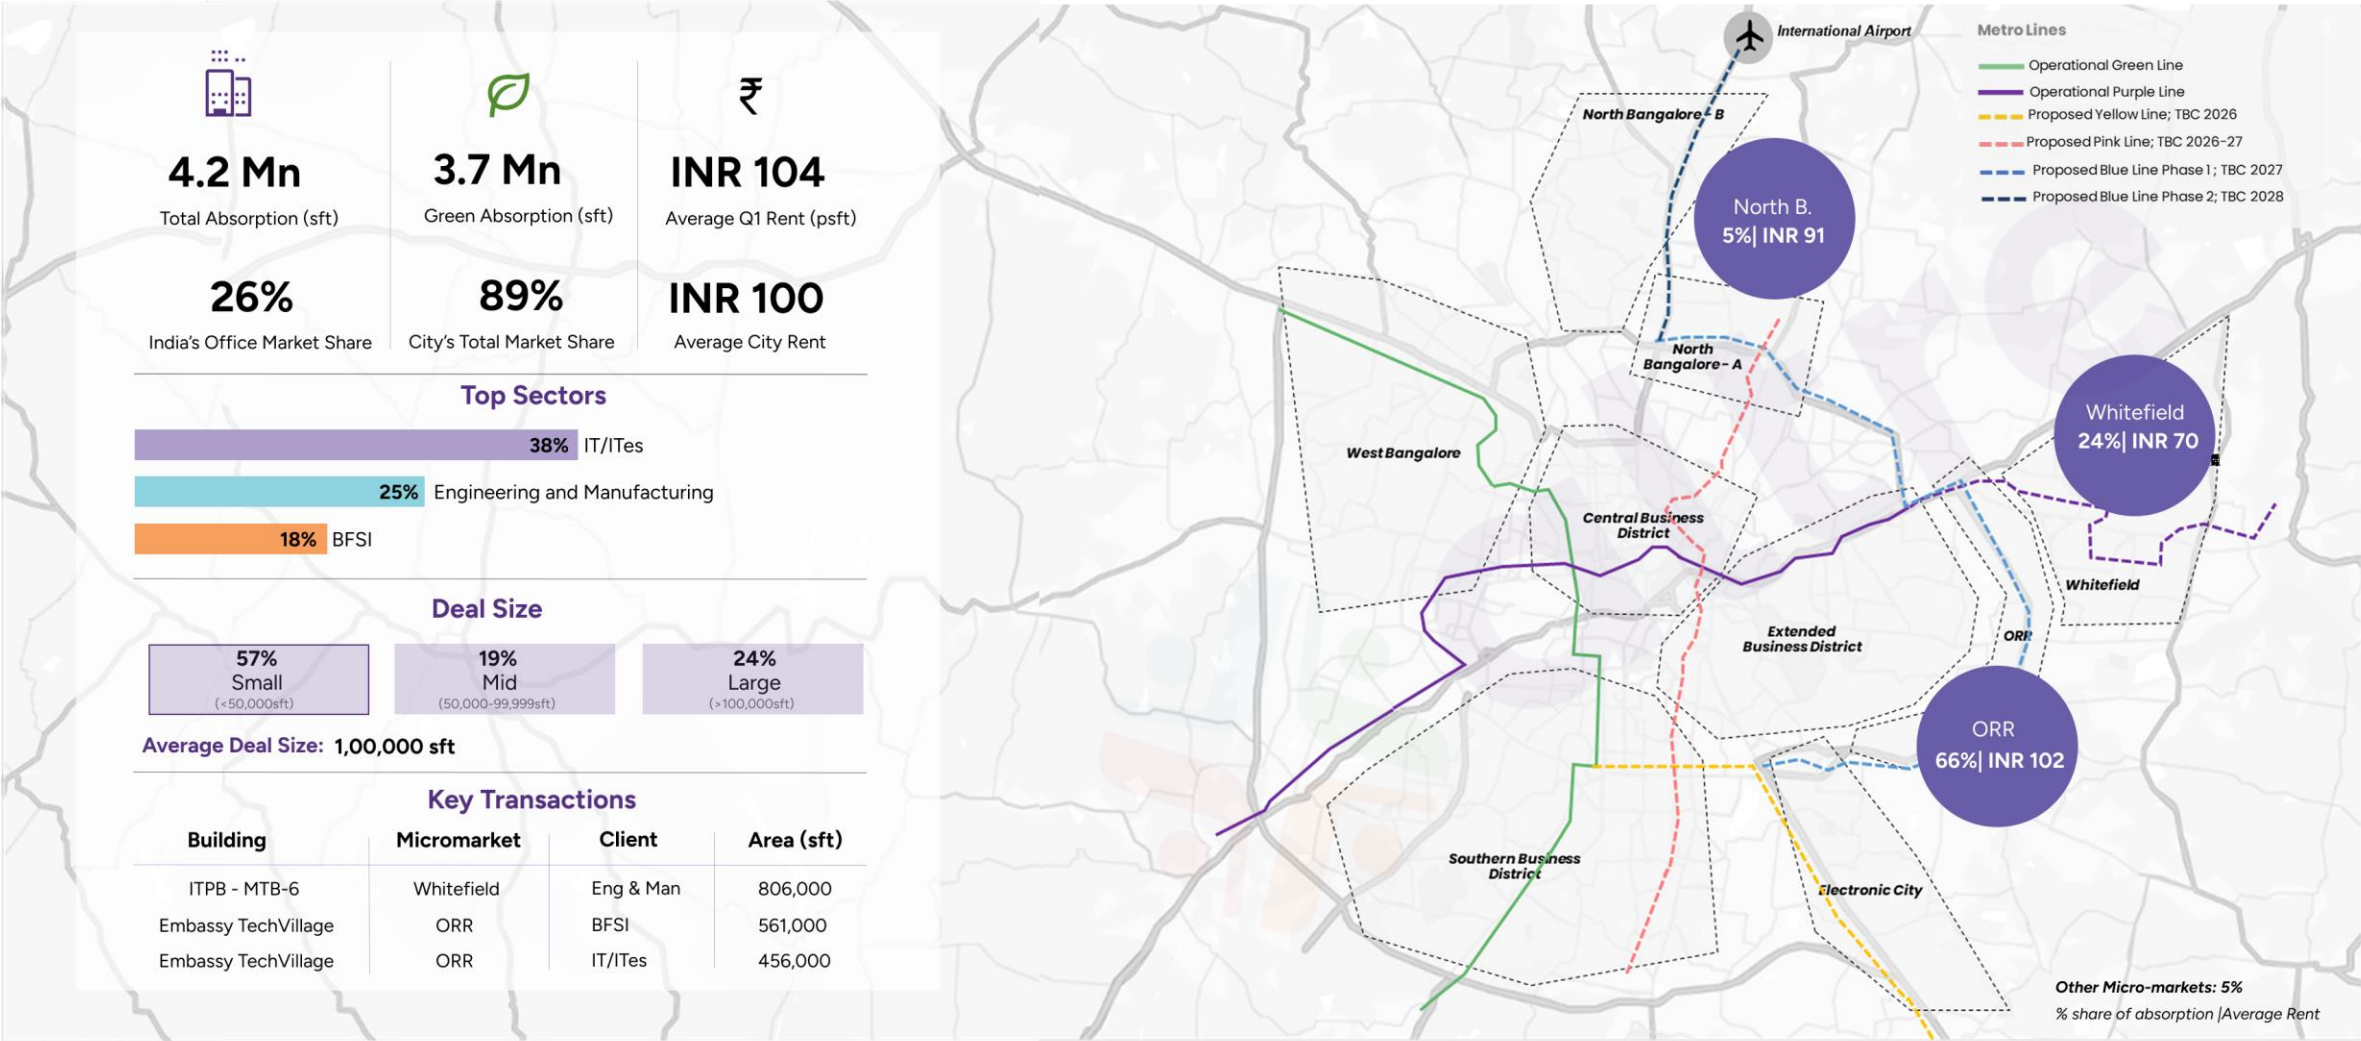 4.2 Mn
Total Absorption (sft)
3.7 Mn
Green Absorption (sft)
₹
INR 104
Average Q1 Rent (psft)
26%
India's Office Market Share
89%
City's Total Market Share
INR 100
Average City Rent
Top Sectors
38% IT/ITes
25% Engineering and Manufacturing
18% BFSI
Deal Size
57%
Small
(<50,000sft)
19%
Mid
(50,000-99,999sft)
24%
Large
(>100,000sft)
Average Deal Size: 1,00,000 sft
Key Transactions
Building Micromarket Client Area (sft)
ITPB - MTB-6 Whitefield Eng & Man 806,000
Embassy TechVillage ORR BFSI 561,000
Embassy TechVillage ORR IT/ITes 456,000
International Airport
Metro Lines
Operational Green Line
Operational Purple Line
Proposed Yellow Line; TBC 2026
Proposed Pink Line; TBC 2026-27
Proposed Blue Line Phase 1; TBC 2027
Proposed Blue Line Phase 2; TBC 2028
North Bangalore - B
North B.
5%| INR 91
North
Bangalore- A
Whitefield
24%| INR 70
West Bangalore
Central Business
District
Whitefield
Extended
Business District
ORR
ORR
66%| INR 102
Southern Business
District
Electronic City
Other Micro-markets: 5%
% share of absorption |Average Rent